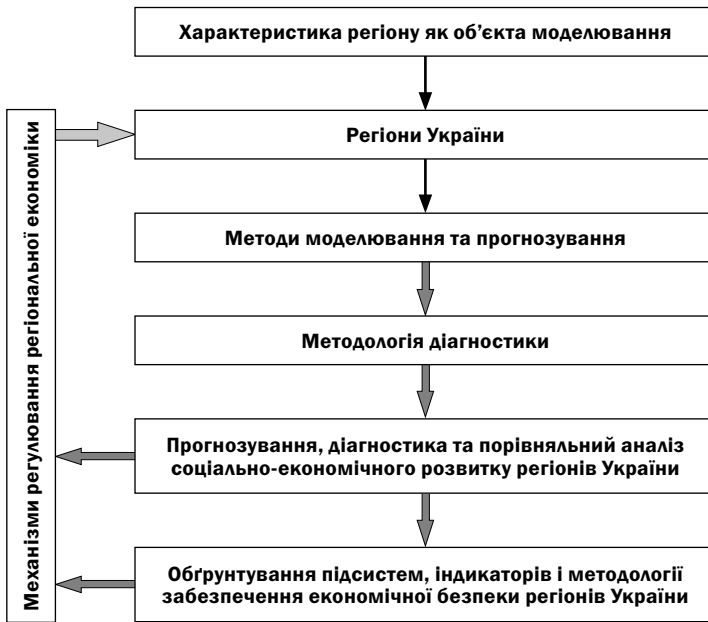 Характеристика регіону як об’єкта моделювання
Механізми регулювання регіональної економіки
Регіони України
Методи моделювання та прогнозування
Методологія діагностики
Прогнозування, діагностика та порівняльний аналіз
соціально-економічного розвитку регіонів України
Обґрунтування підсистем, індикаторів і методології
забезпечення економічної безпеки регіонів України